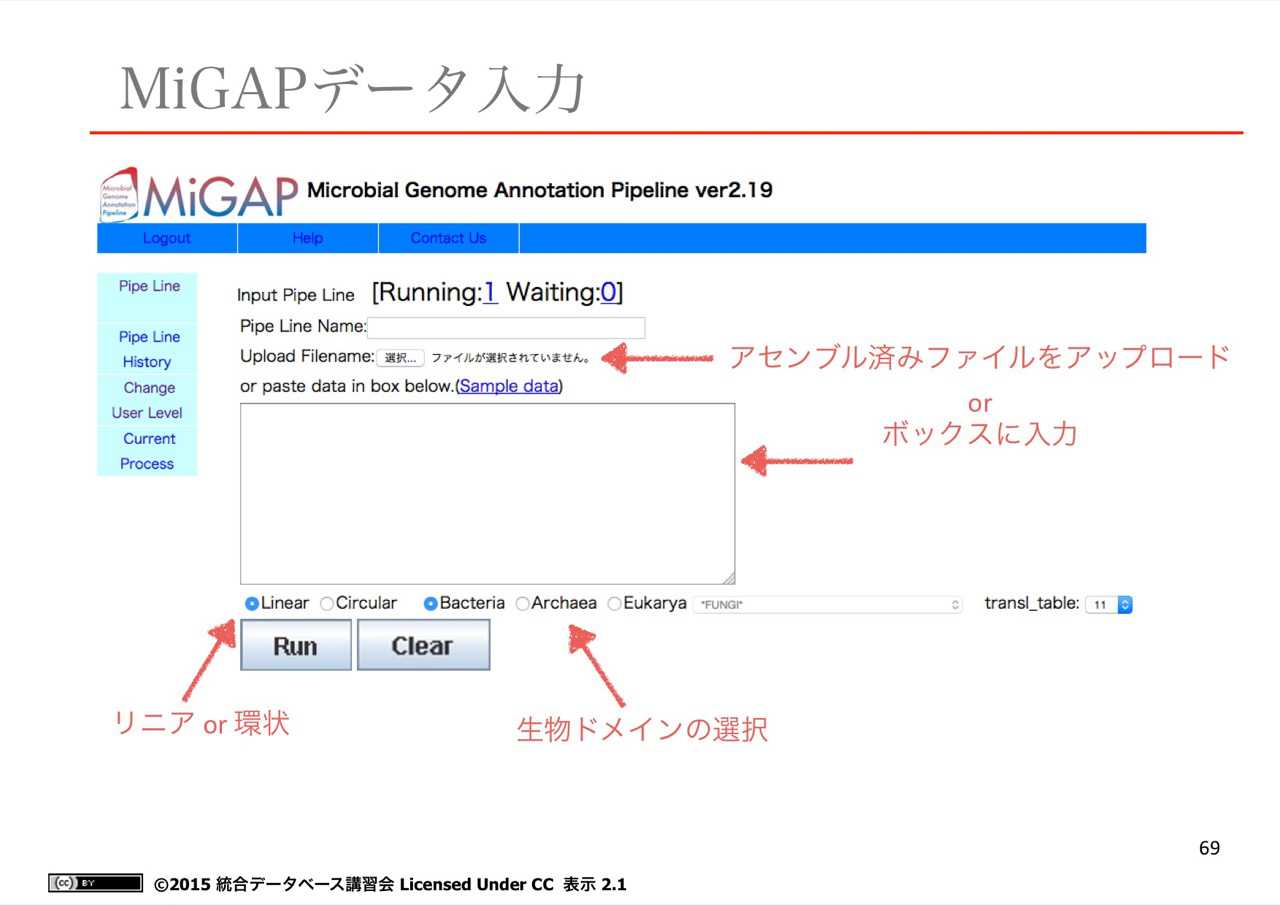 MiGAPデータ入力
Microbial
Genome
Annotation
Pipeline
MiGAP Microbial Genome Annotation Pipeline ver2.19
Logout Help Contact Us
Pipe Line
Pipe Line
History
Change
User Level
Current
Process
Input Pipe Line [Running:1 Waiting:0]
Pipe Line Name:
Upload Filename: 選択... ファイルが選択されていません。
or paste data in box below.(Sample data)
アセンブル済みファイルをアップロード
or
ボックスに入力
Linear Circular Bacteria Archaea Eukarya *FUNGI* transl_table: 11
Run Clear
リニア or 環状
生物ドメインの選択
69
cc BY ©2015 統合データベース講習会 Licensed Under CC 表示 2.1